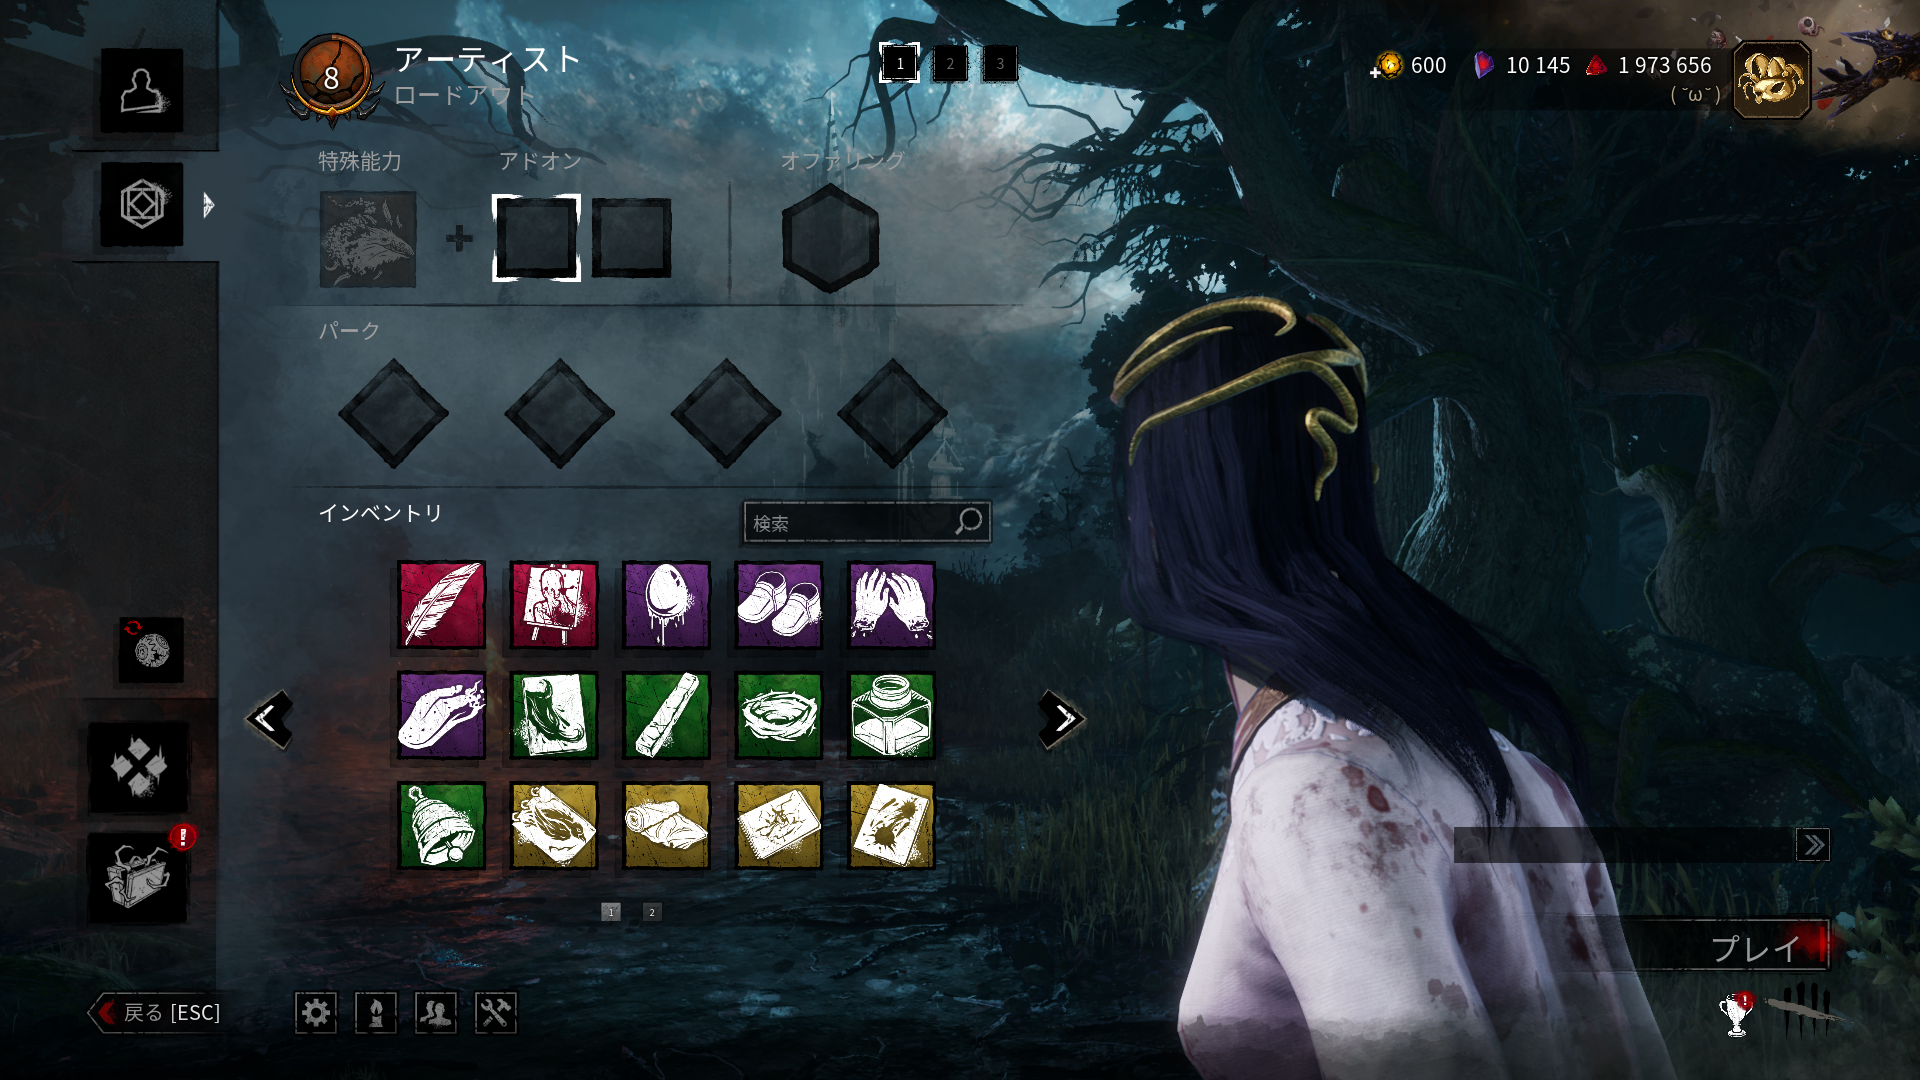 8
アーティスト
ロードアウト
1 2 3
600 10 145 1 973 656
( ˘ω˘ )
特殊能力 アドオン オファリング
パーク
インベントリ
検索
1 2
プレイ
戻る [ESC]